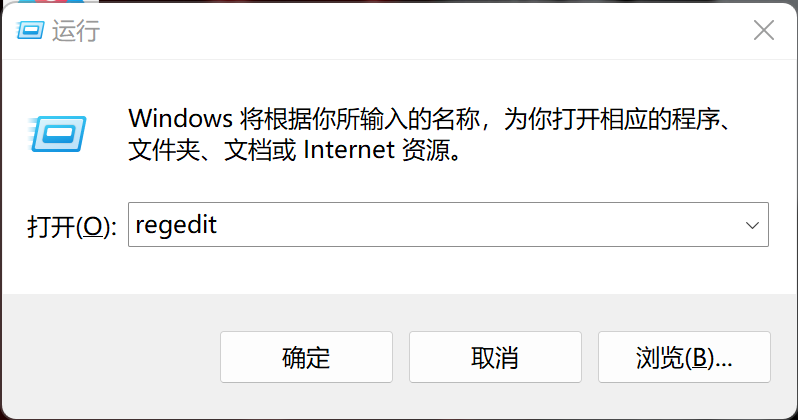 运行
Windows 将根据你所输入的名称，为你打开相应的程序、
文件夹、文档或 Internet 资源。
打开(O): regedit
确定 取消 浏览(B)...